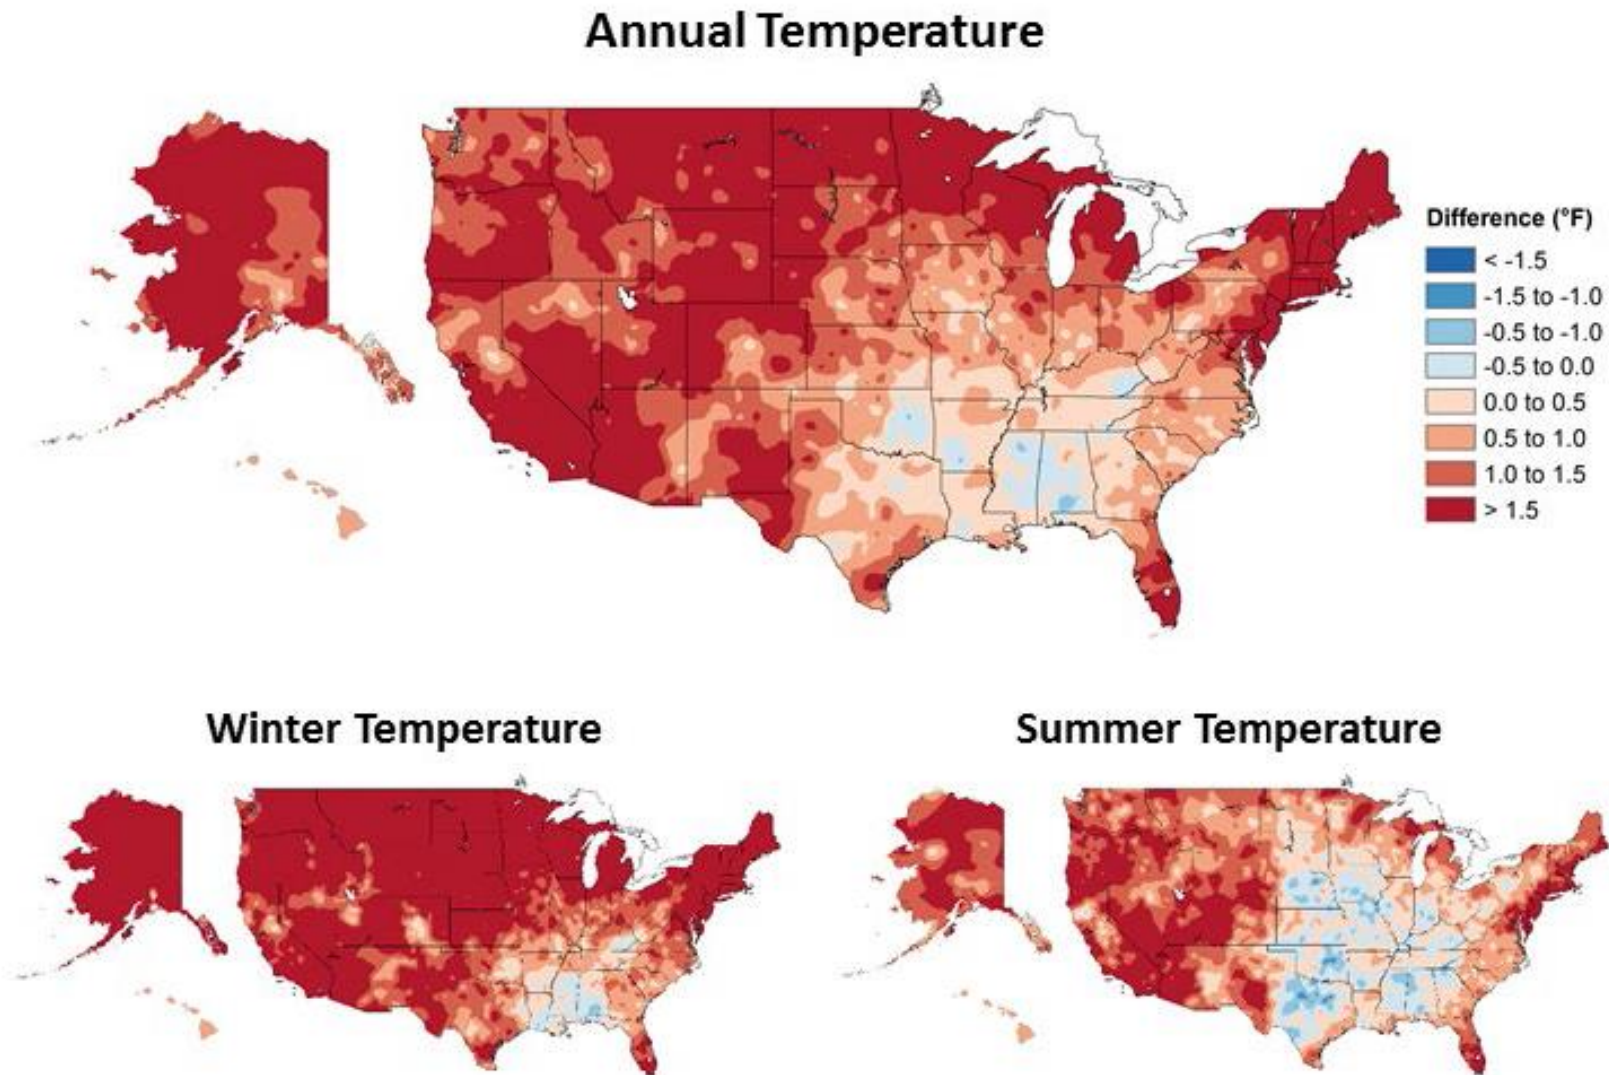 Annual Temperature
Difference (°F)
< -1.5
-1.5 to -1.0
-0.5 to -1.0
-0.5 to 0.0
0.0 to 0.5
0.5 to 1.0
1.0 to 1.5
> 1.5
Winter Temperature
Summer Temperature